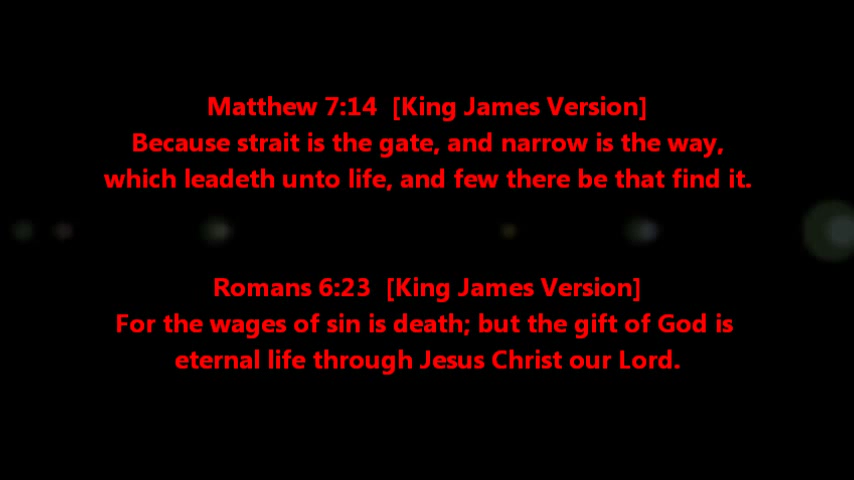 Matthew 7:14  [King James Version]
Because strait is the gate, and narrow is the way,
which leadeth unto life, and few there be that find it.
Romans 6:23  [King James Version]
For the wages of sin is death; but the gift of God is
eternal life through Jesus Christ our Lord.